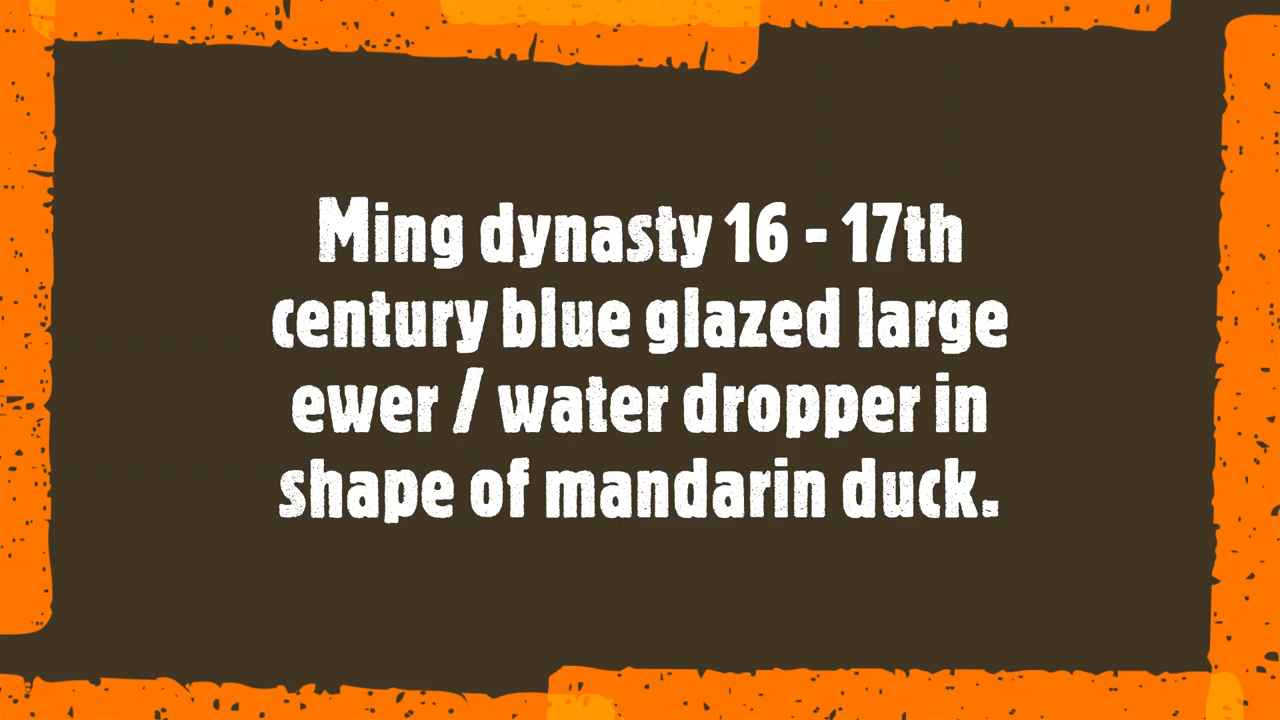 Ming dynasty 16 - 17th
century blue glazed large
ewer / water dropper in
shape of mandarin duck.